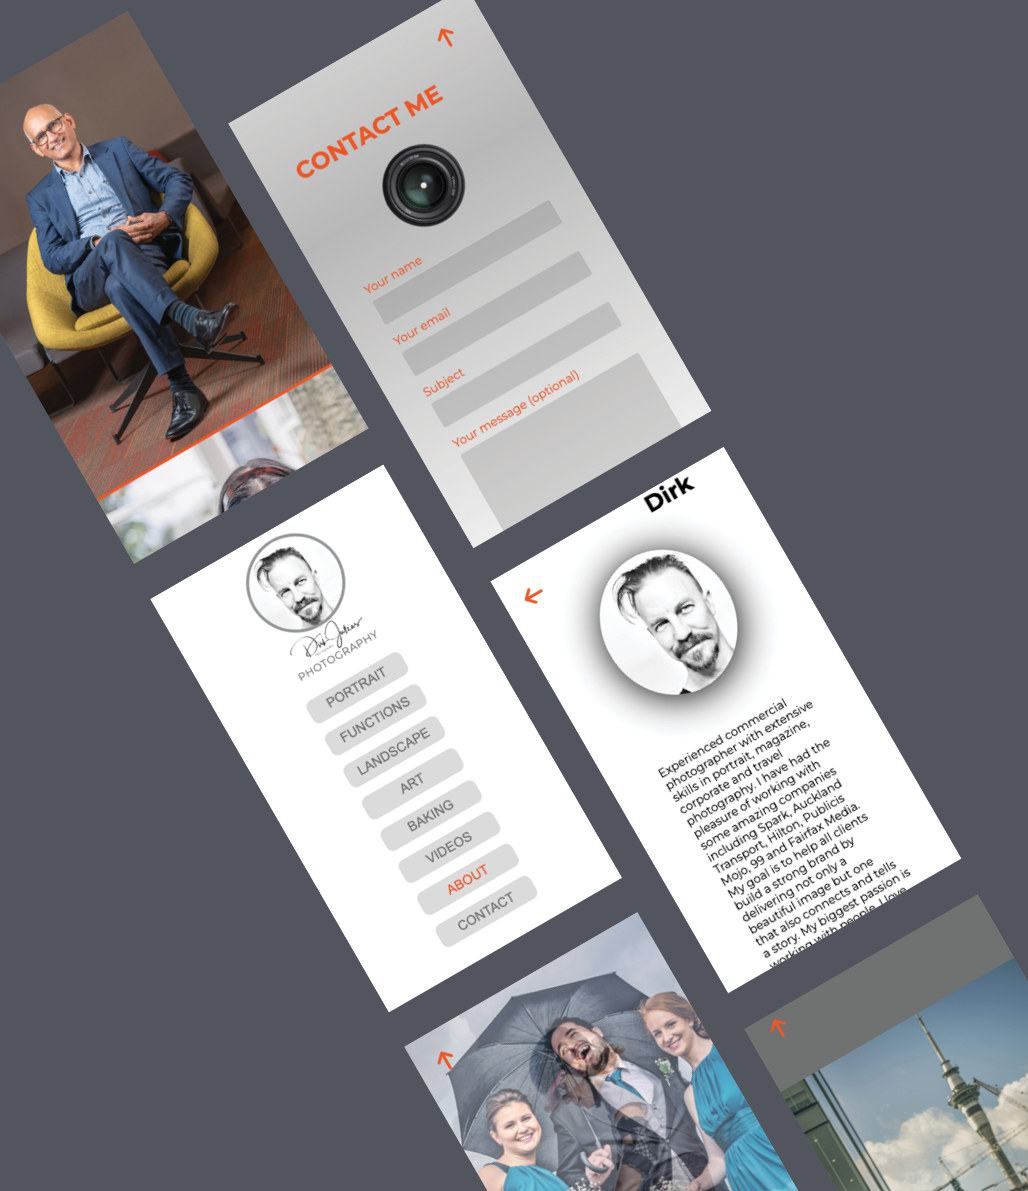 CONTACT ME
Your name
Your email
Subject
Your message (optional)
PHOTOGRAPHY
PORTRAIT
FUNCTIONS
LANDSCAPE
ART
BAKING
VIDEOS
ABOUT
CONTACT
Dirk
Experienced commercial
photographer with extensive
skills in portrait, magazine,
corporate and travel
photography. I have had the
pleasure of working with
some amazing companies
including Spark, Auckland
Transport, Hilton, Publicis
Mojo, 99 and Fairfax Media.
My goal is to help all clients
build a strong brand by
delivering not only a
beautiful image but one
that also connects and tells
a story. My biggest passion is
working with people. I love